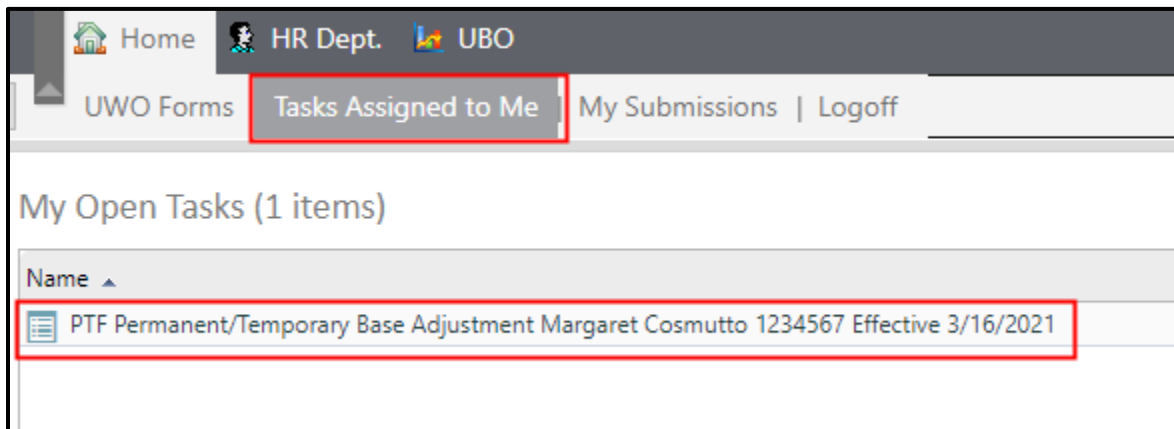 Home HR Dept. UBO
UWO Forms Tasks Assigned to Me | My Submissions | Logoff
My Open Tasks (1 items)
Name
PTF Permanent/Temporary Base Adjustment Margaret Cosmutto 1234567 Effective 3/16/2021